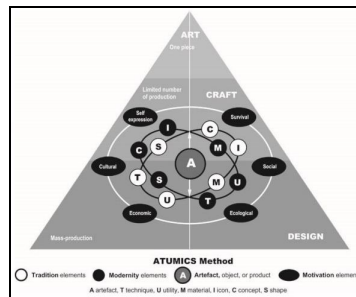 ART
One piece
Limited number
of production
CRAFT
Self
expression
Survival
I
C
C
S
M
I
Cultural
A
Social
T
S
M
U
U
T
Economic
Ecological
Mass-production
DESIGN
ATUMICS Method
Tradition elements
Modernity elements
A
Artefact, object, or product
Motivation elements
A artefact, T technique, U utility, M material, I icon, C concept, S shape